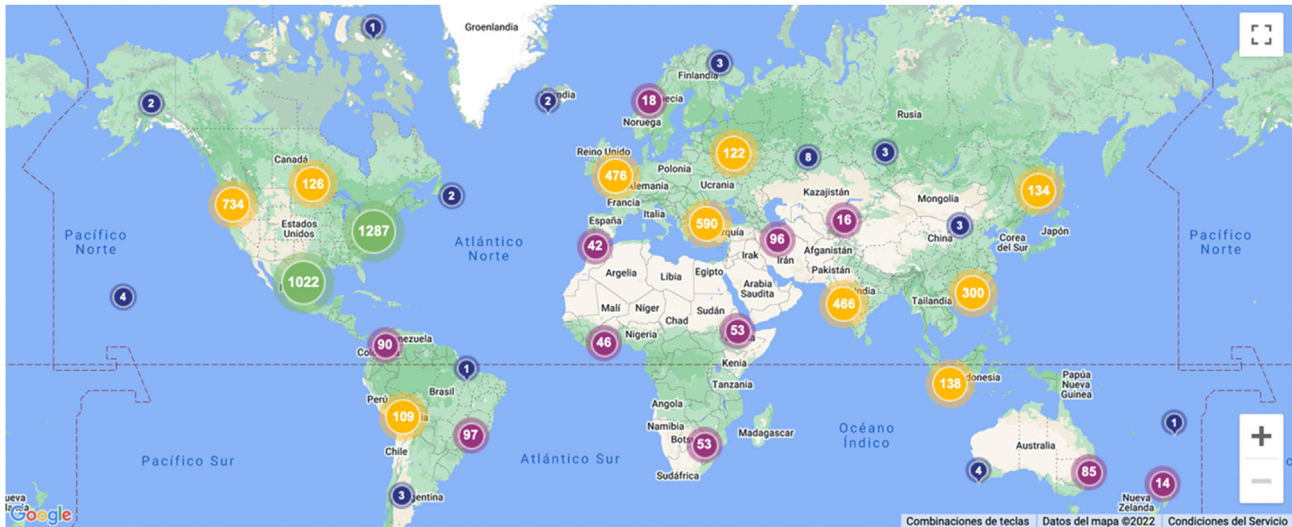 1
Groenlandia
3
Finlandia
2
2
18
Noruega
Rusia
Canadá
Reino Unido
122
Polonia
8
3
126
476
Alemania
Ucrania
Kazajistán
Mongolia
134
734
2
Francia
Italia
España
590
16
3
China
Corea
del Sur
Japón
Pacífico
Norte
Estados
Unidos
1287
Atlántico
Norte
42
96
Irak
Irán
Afganistán
Pakistán
Pacífico
Norte
1022
Argelia
Libia
Egipto
Arabia
Saudita
466
300
Tailandia
4
Malí
Níger
Chad
Sudán
90
46
Nigeria
53
Kenia
1
Brasil
Perú
Tanzania
138
Papúa
Nueva
Guinea
109
Angola
97
Namibia
53
Madagascar
Océano
Índico
1
Chile
Pacífico Sur
Atlántico Sur
Sudáfrica
Australia
4
85
14
Nueva
Zelanda
3
Google
Combinaciones de teclas
Datos del mapa ©2022
Condiciones del Servicio